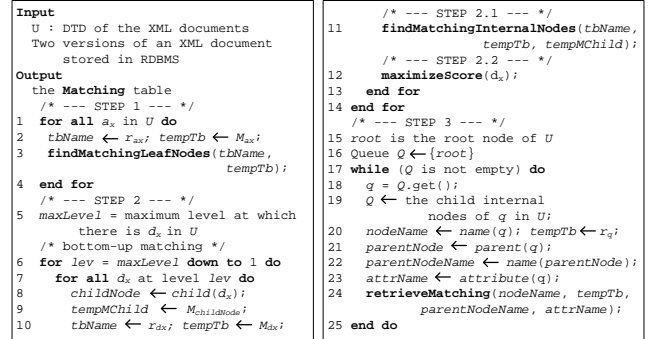 Input
U : DTD of the XML documents
Two versions of an XML document
stored in RDBMS
Output
the Matching table
/* --- STEP 1 --- */
1 for all aₓ in U do
2 tbName ← rₐₓ; tempTb ← Mₐₓ;
3 findMatchingLeafNodes(tbName,
tempTb);
4 end for
/* --- STEP 2 --- */
5 maxLevel = maximum level at which
there is dₓ in U
/* bottom-up matching */
6 for lev = maxLevel down to 1 do
7 for all dₓ at level lev do
8 childNode ← child(dₓ);
9 tempMChild ← M_childNode;
10 tbName ← r_dx; tempTb ← M_dx;
/* --- STEP 2.1 --- */
11 findMatchingInternalNodes(tbName,
tempTb, tempMChild);
/* --- STEP 2.2 --- */
12 maximizeScore(dₓ);
13 end for
14 end for
/* --- STEP 3 --- */
15 root is the root node of U
16 Queue Q ← {root}
17 while (Q is not empty) do
18 q = Q.get();
19 Q ← the child internal
nodes of q in U;
20 nodeName ← name(q); tempTb ← r_q;
21 parentNode ← parent(q);
22 parentNodeName ← name(parentNode);
23 attrName ← attribute(q);
24 retrieveMatching(nodeName, tempTb,
parentNodeName, attrName);
25 end do